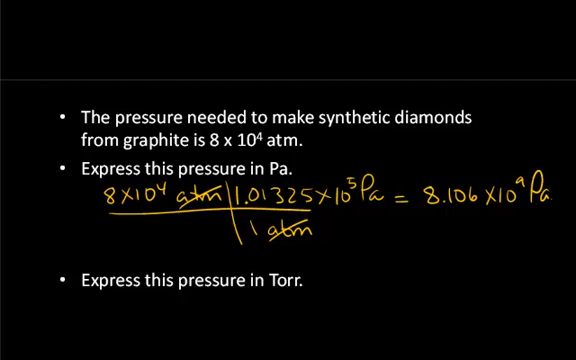 • The pressure needed to make synthetic diamonds
from graphite is 8 x 10⁴ atm.
• Express this pressure in Pa.
8 × 10⁴ atm | 1.01325 × 10⁵ Pa = 8.106 × 10⁹ Pa
1 atm
• Express this pressure in Torr.